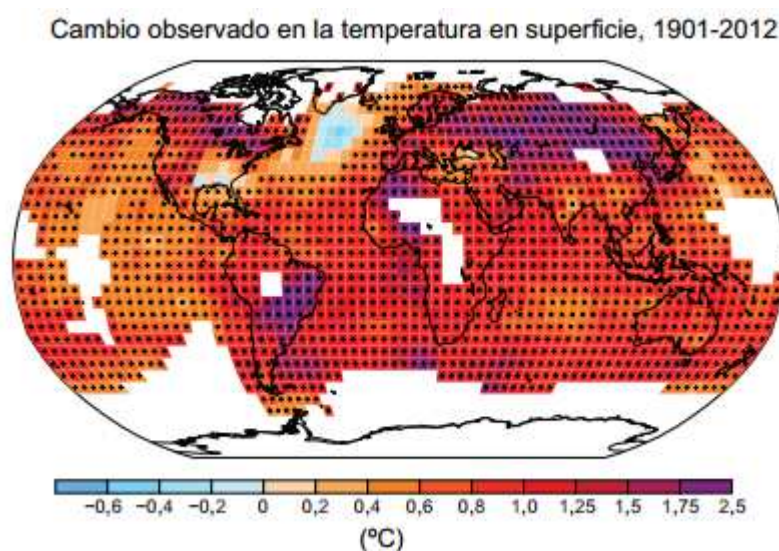 Cambio observado en la temperatura en superficie, 1901-2012
−0,6 −0,4 −0,2 0 0,2 0,4 0,6 0,8 1,0 1,25 1,5 1,75 2,5
(ºC)